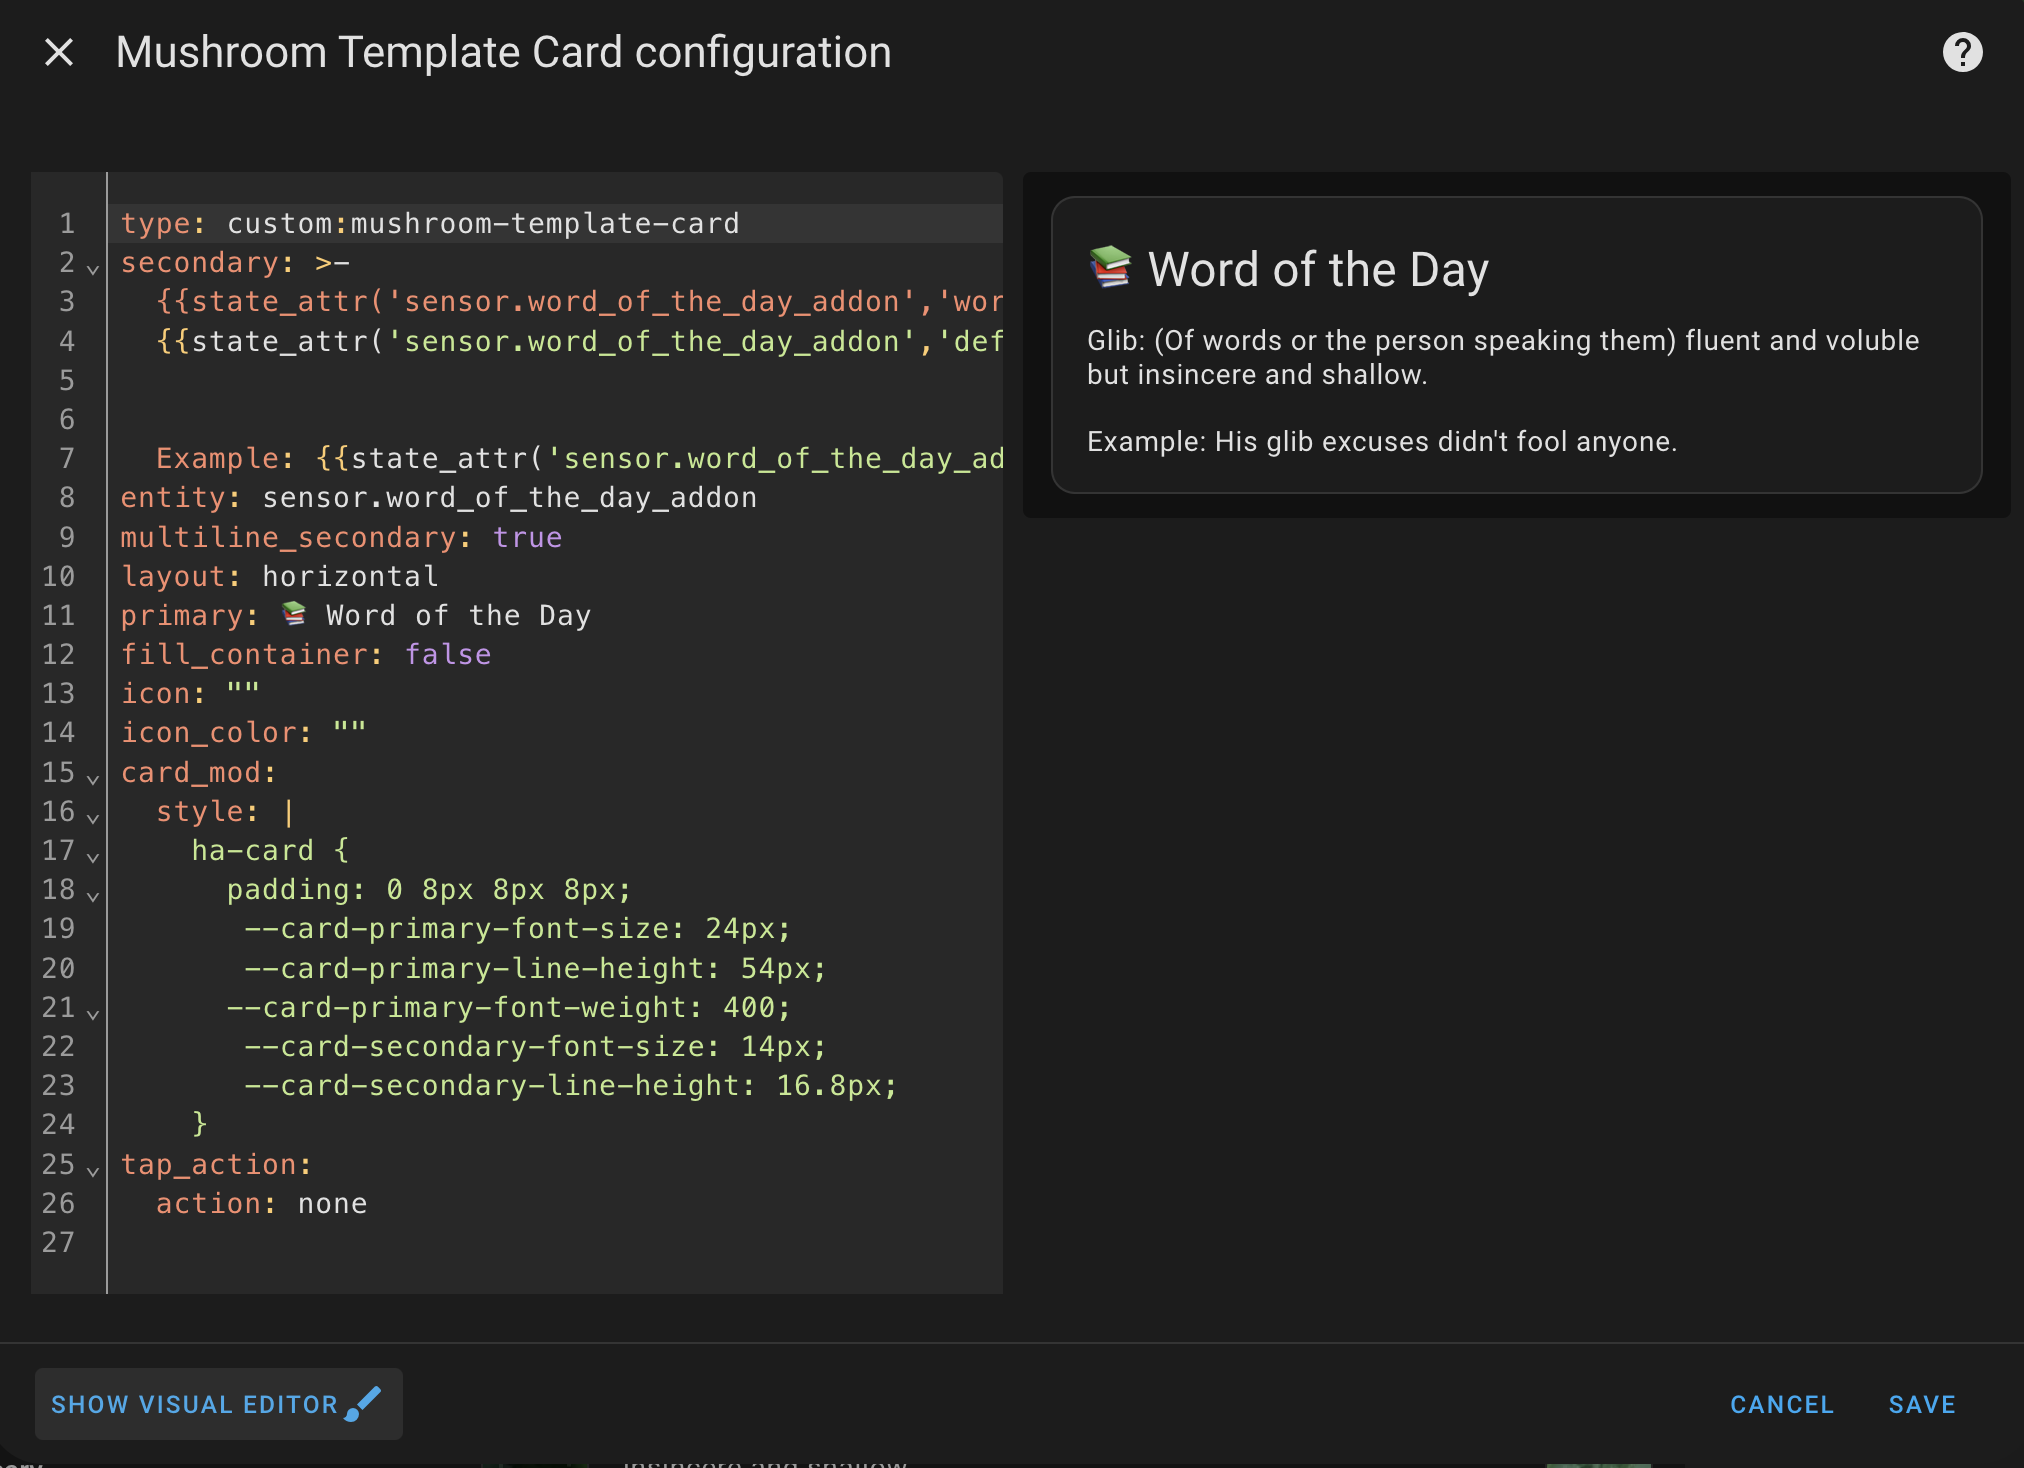 Mushroom Template Card configuration
1 type: custom:mushroom-template-card
2 secondary: >-
3 {{state_attr('sensor.word_of_the_day_addon','wor
4 {{state_attr('sensor.word_of_the_day_addon','def
5
6
7 Example: {{state_attr('sensor.word_of_the_day_ad
8 entity: sensor.word_of_the_day_addon
9 multiline_secondary: true
10 layout: horizontal
11 primary: 📚 Word of the Day
12 fill_container: false
13 icon: ""
14 icon_color: ""
15 card_mod:
16 style: |
17 ha-card {
18 padding: 0 8px 8px 8px;
19 --card-primary-font-size: 24px;
20 --card-primary-line-height: 54px;
21 --card-primary-font-weight: 400;
22 --card-secondary-font-size: 14px;
23 --card-secondary-line-height: 16.8px;
24 }
25 tap_action:
26 action: none
27
📚 Word of the Day
Glib: (Of words or the person speaking them) fluent and voluble
but insincere and shallow.
Example: His glib excuses didn't fool anyone.
SHOW VISUAL EDITOR
CANCEL
SAVE
insincere and shallow